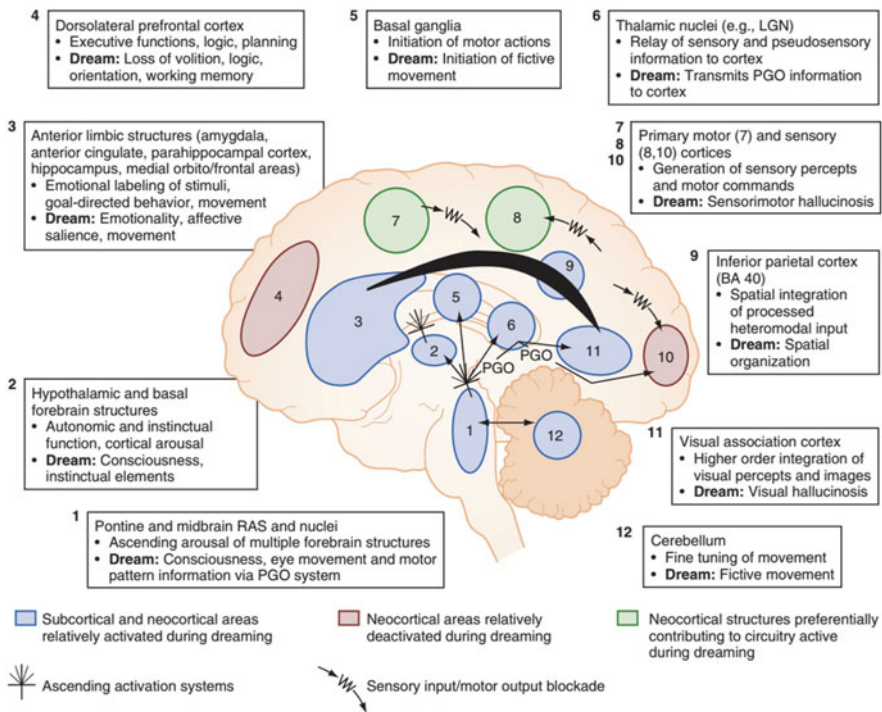 4
Dorsolateral prefrontal cortex
• Executive functions, logic, planning
• Dream: Loss of volition, logic,
orientation, working memory
5
Basal ganglia
• Initiation of motor actions
• Dream: Initiation of fictive
movement
6
Thalamic nuclei (e.g., LGN)
• Relay of sensory and pseudosensory
information to cortex
• Dream: Transmits PGO information
to cortex
3
Anterior limbic structures (amygdala,
anterior cingulate, parahippocampal cortex,
hippocampus, medial orbito/frontal areas)
• Emotional labeling of stimuli,
goal-directed behavior, movement
• Dream: Emotionality, affective
salience, movement
7
8
10
Primary motor (7) and sensory
(8,10) cortices
• Generation of sensory percepts
and motor commands
• Dream: Sensorimotor hallucinosis
9
Inferior parietal cortex
(BA 40)
• Spatial integration
of processed
heteromodal input
• Dream: Spatial
organization
7
8
9
4
3
5
6
2
11
10
PGO
PGO
1
12
2
Hypothalamic and basal
forebrain structures
• Autonomic and instinctual
function, cortical arousal
• Dream: Consciousness,
instinctual elements
11
Visual association cortex
• Higher order integration of
visual percepts and images
• Dream: Visual hallucinosis
1
Pontine and midbrain RAS and nuclei
• Ascending arousal of multiple forebrain structures
• Dream: Consciousness, eye movement and motor
pattern information via PGO system
12
Cerebellum
• Fine tuning of movement
• Dream: Fictive movement
Subcortical and neocortical areas
relatively activated during dreaming
Neocortical areas relatively
deactivated during dreaming
Neocortical structures preferentially
contributing to circuitry active
during dreaming
Ascending activation systems
Sensory input/motor output blockade